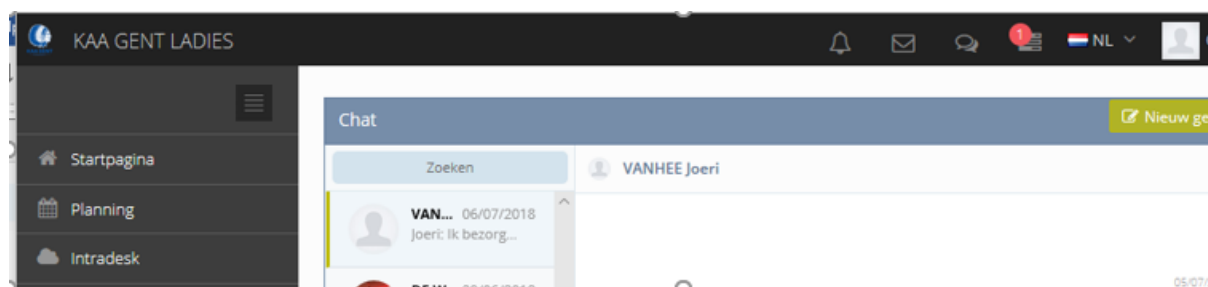 KAA GENT LADIES
1
NL
Chat
Nieuw ge
Startpagina
Zoeken
VANHEE Joeri
Planning
VAN... 06/07/2018
Joeri: Ik bezorg...
Intradesk
05/07/